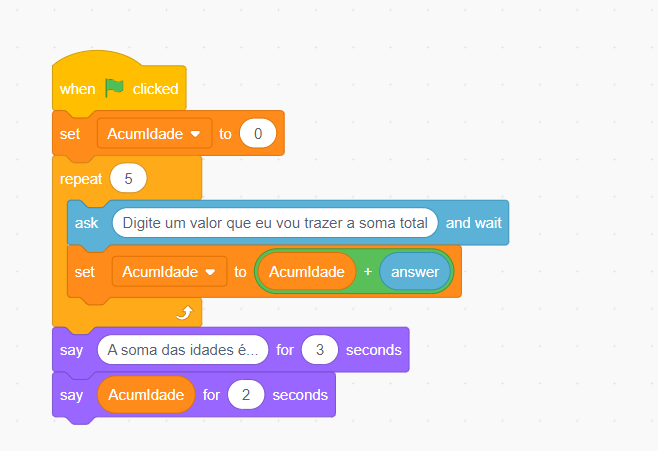 when clicked
set AcumIdade to 0
repeat 5
ask Digite um valor que eu vou trazer a soma total and wait
set AcumIdade to AcumIdade + answer
say A soma das idades é... for 3 seconds
say AcumIdade for 2 seconds